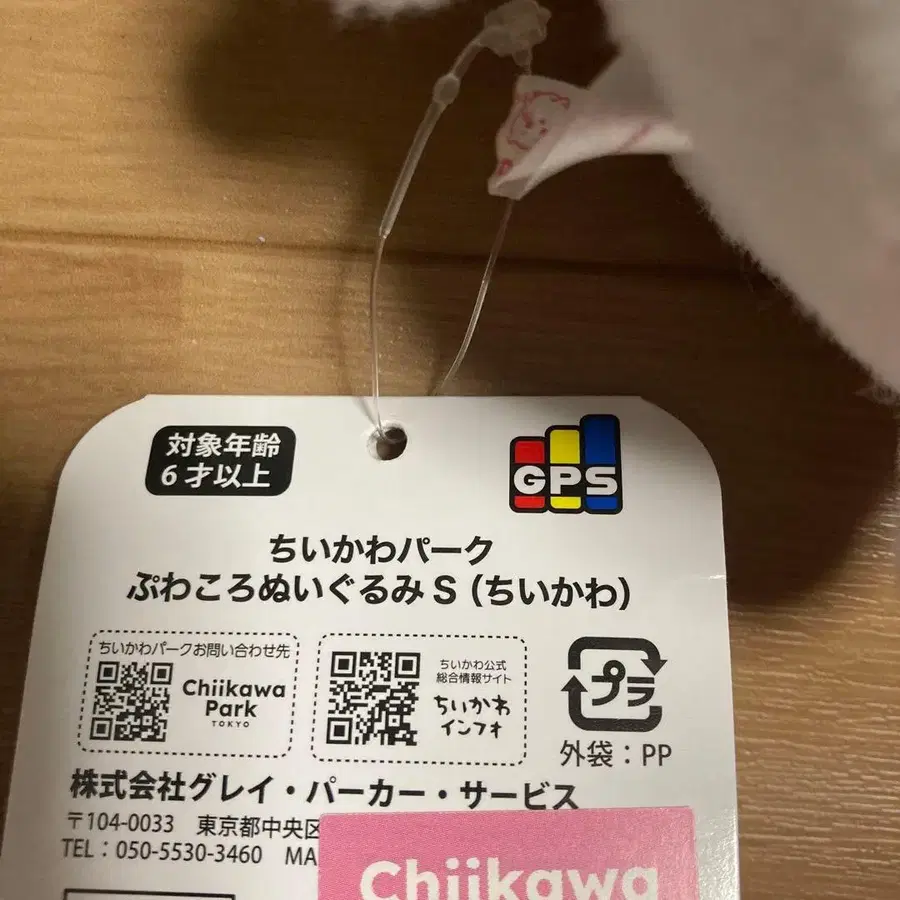 対象年齢
6才以上
GPS
ちいかわパーク
ぷわころぬいぐるみS(ちいかわ)
ちいかわパークお問い合わせ先
Chiikawa
Park
TOKYO
ちいかわ公式
総合情報サイト
ちいかわ
インフォ
プラ
外袋:PP
株式会社グレイ・パーカー・サービス
〒104-0033 東京都中央区
TEL:050-5530-3460 MA
Chiikawa